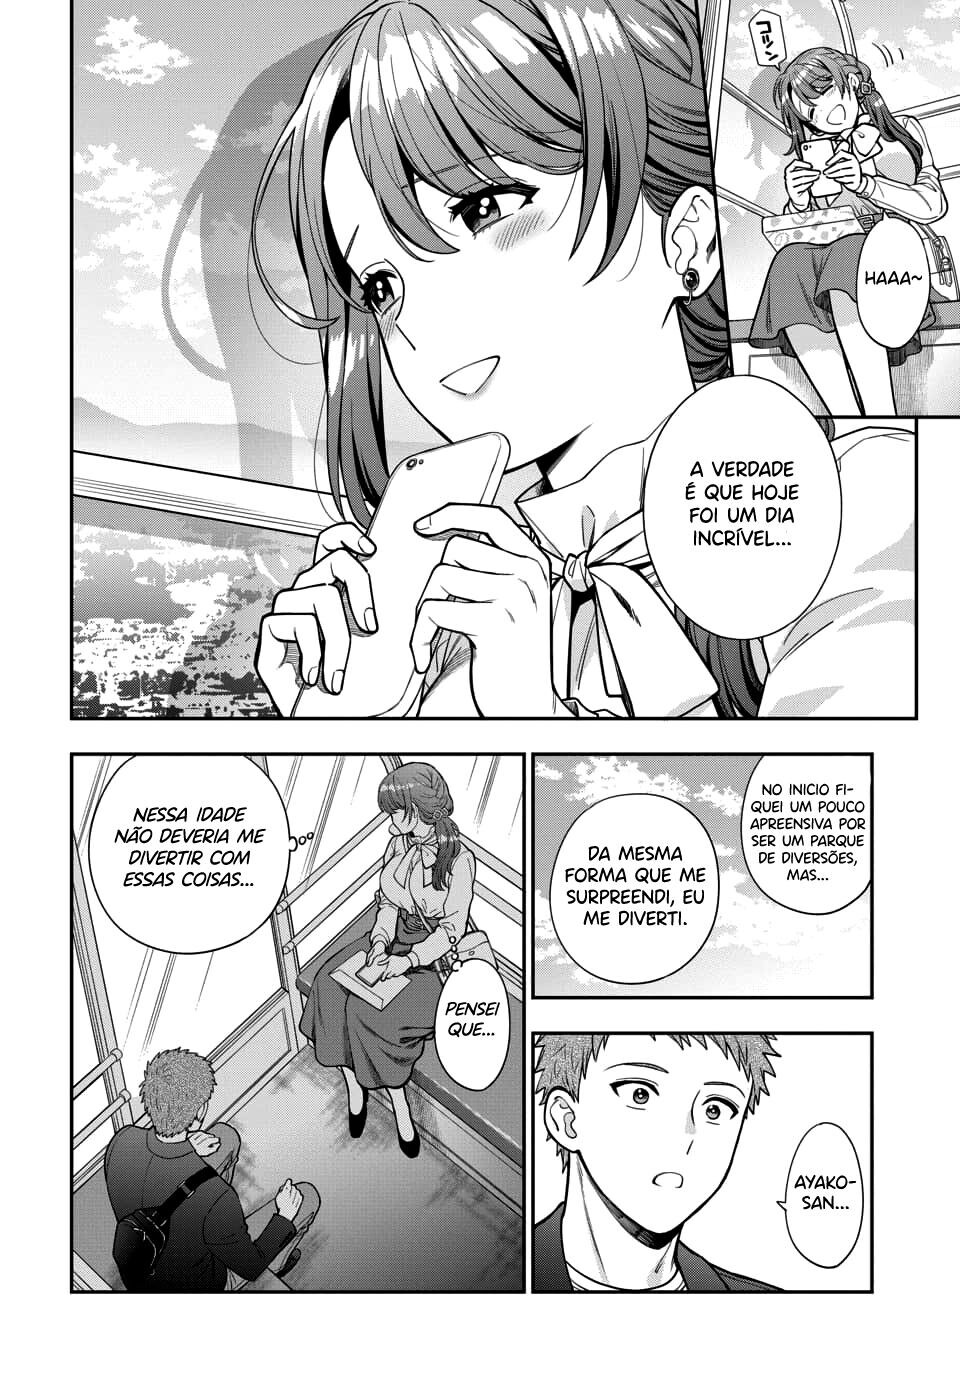 コツン
HAAA~
A VERDADE
É QUE HOJE
FOI UM DIA
INCRÍVEL...
NO INICIO FI-
QUEI UM POUCO
APREENSIVA POR
SER UM PARQUE
DE DIVERSÕES,
MAS...
DA MESMA
FORMA QUE ME
SURPREENDI, EU
ME DIVERTI.
AYAKO-
SAN...
PENSEI
QUE...
NESSA IDADE
NÃO DEVERIA ME
DIVERTIR COM
ESSAS COISAS...